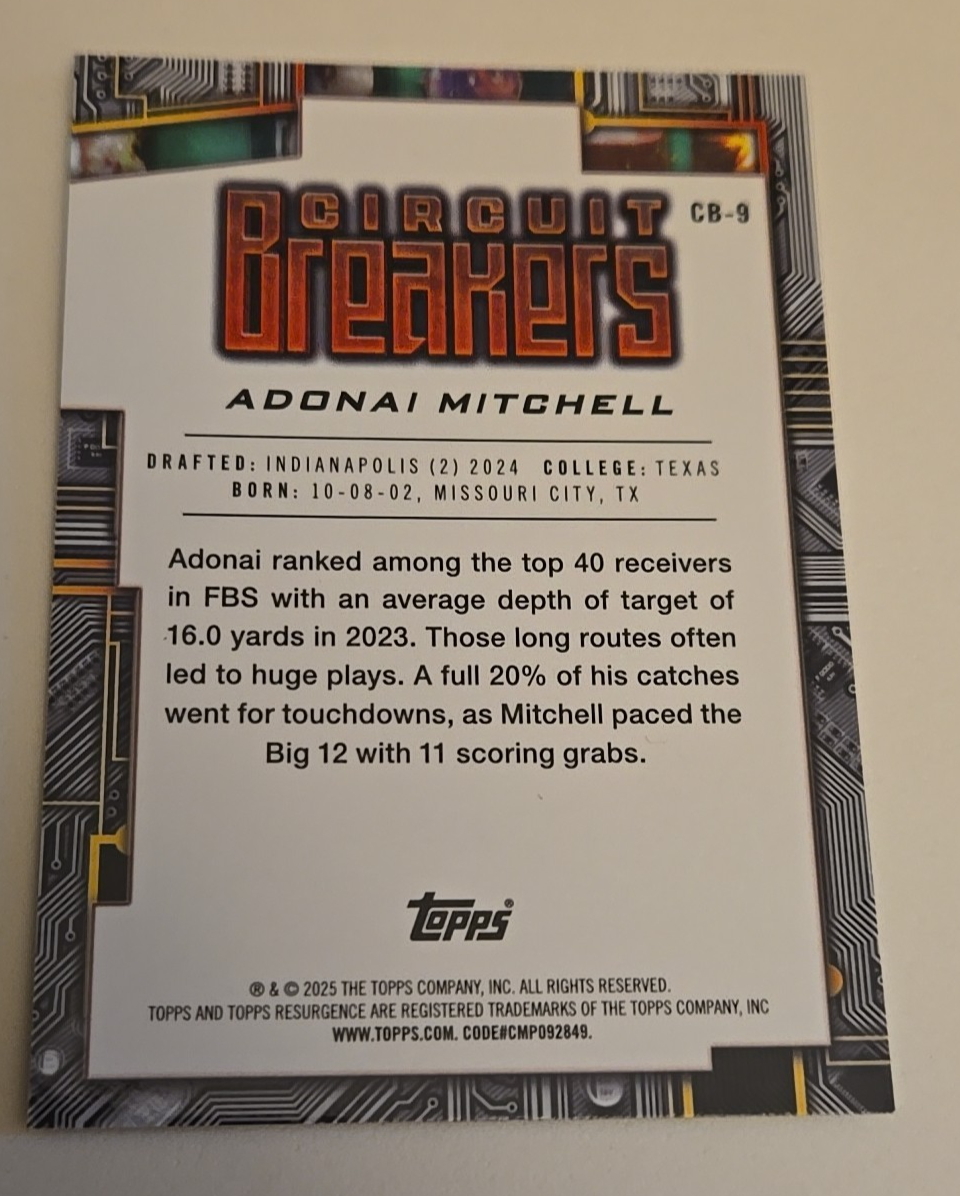 CIRCUIT
Breakers
CB-9
ADONAI MITCHELL
DRAFTED: INDIANAPOLIS (2) 2024 COLLEGE: TEXAS
BORN: 10-08-02, MISSOURI CITY, TX
Adonai ranked among the top 40 receivers
in FBS with an average depth of target of
16.0 yards in 2023. Those long routes often
led to huge plays. A full 20% of his catches
went for touchdowns, as Mitchell paced the
Big 12 with 11 scoring grabs.
topps®
® & © 2025 THE TOPPS COMPANY, INC. ALL RIGHTS RESERVED.
TOPPS AND TOPPS RESURGENCE ARE REGISTERED TRADEMARKS OF THE TOPPS COMPANY, INC
WWW.TOPPS.COM. CODE#CMP092849.